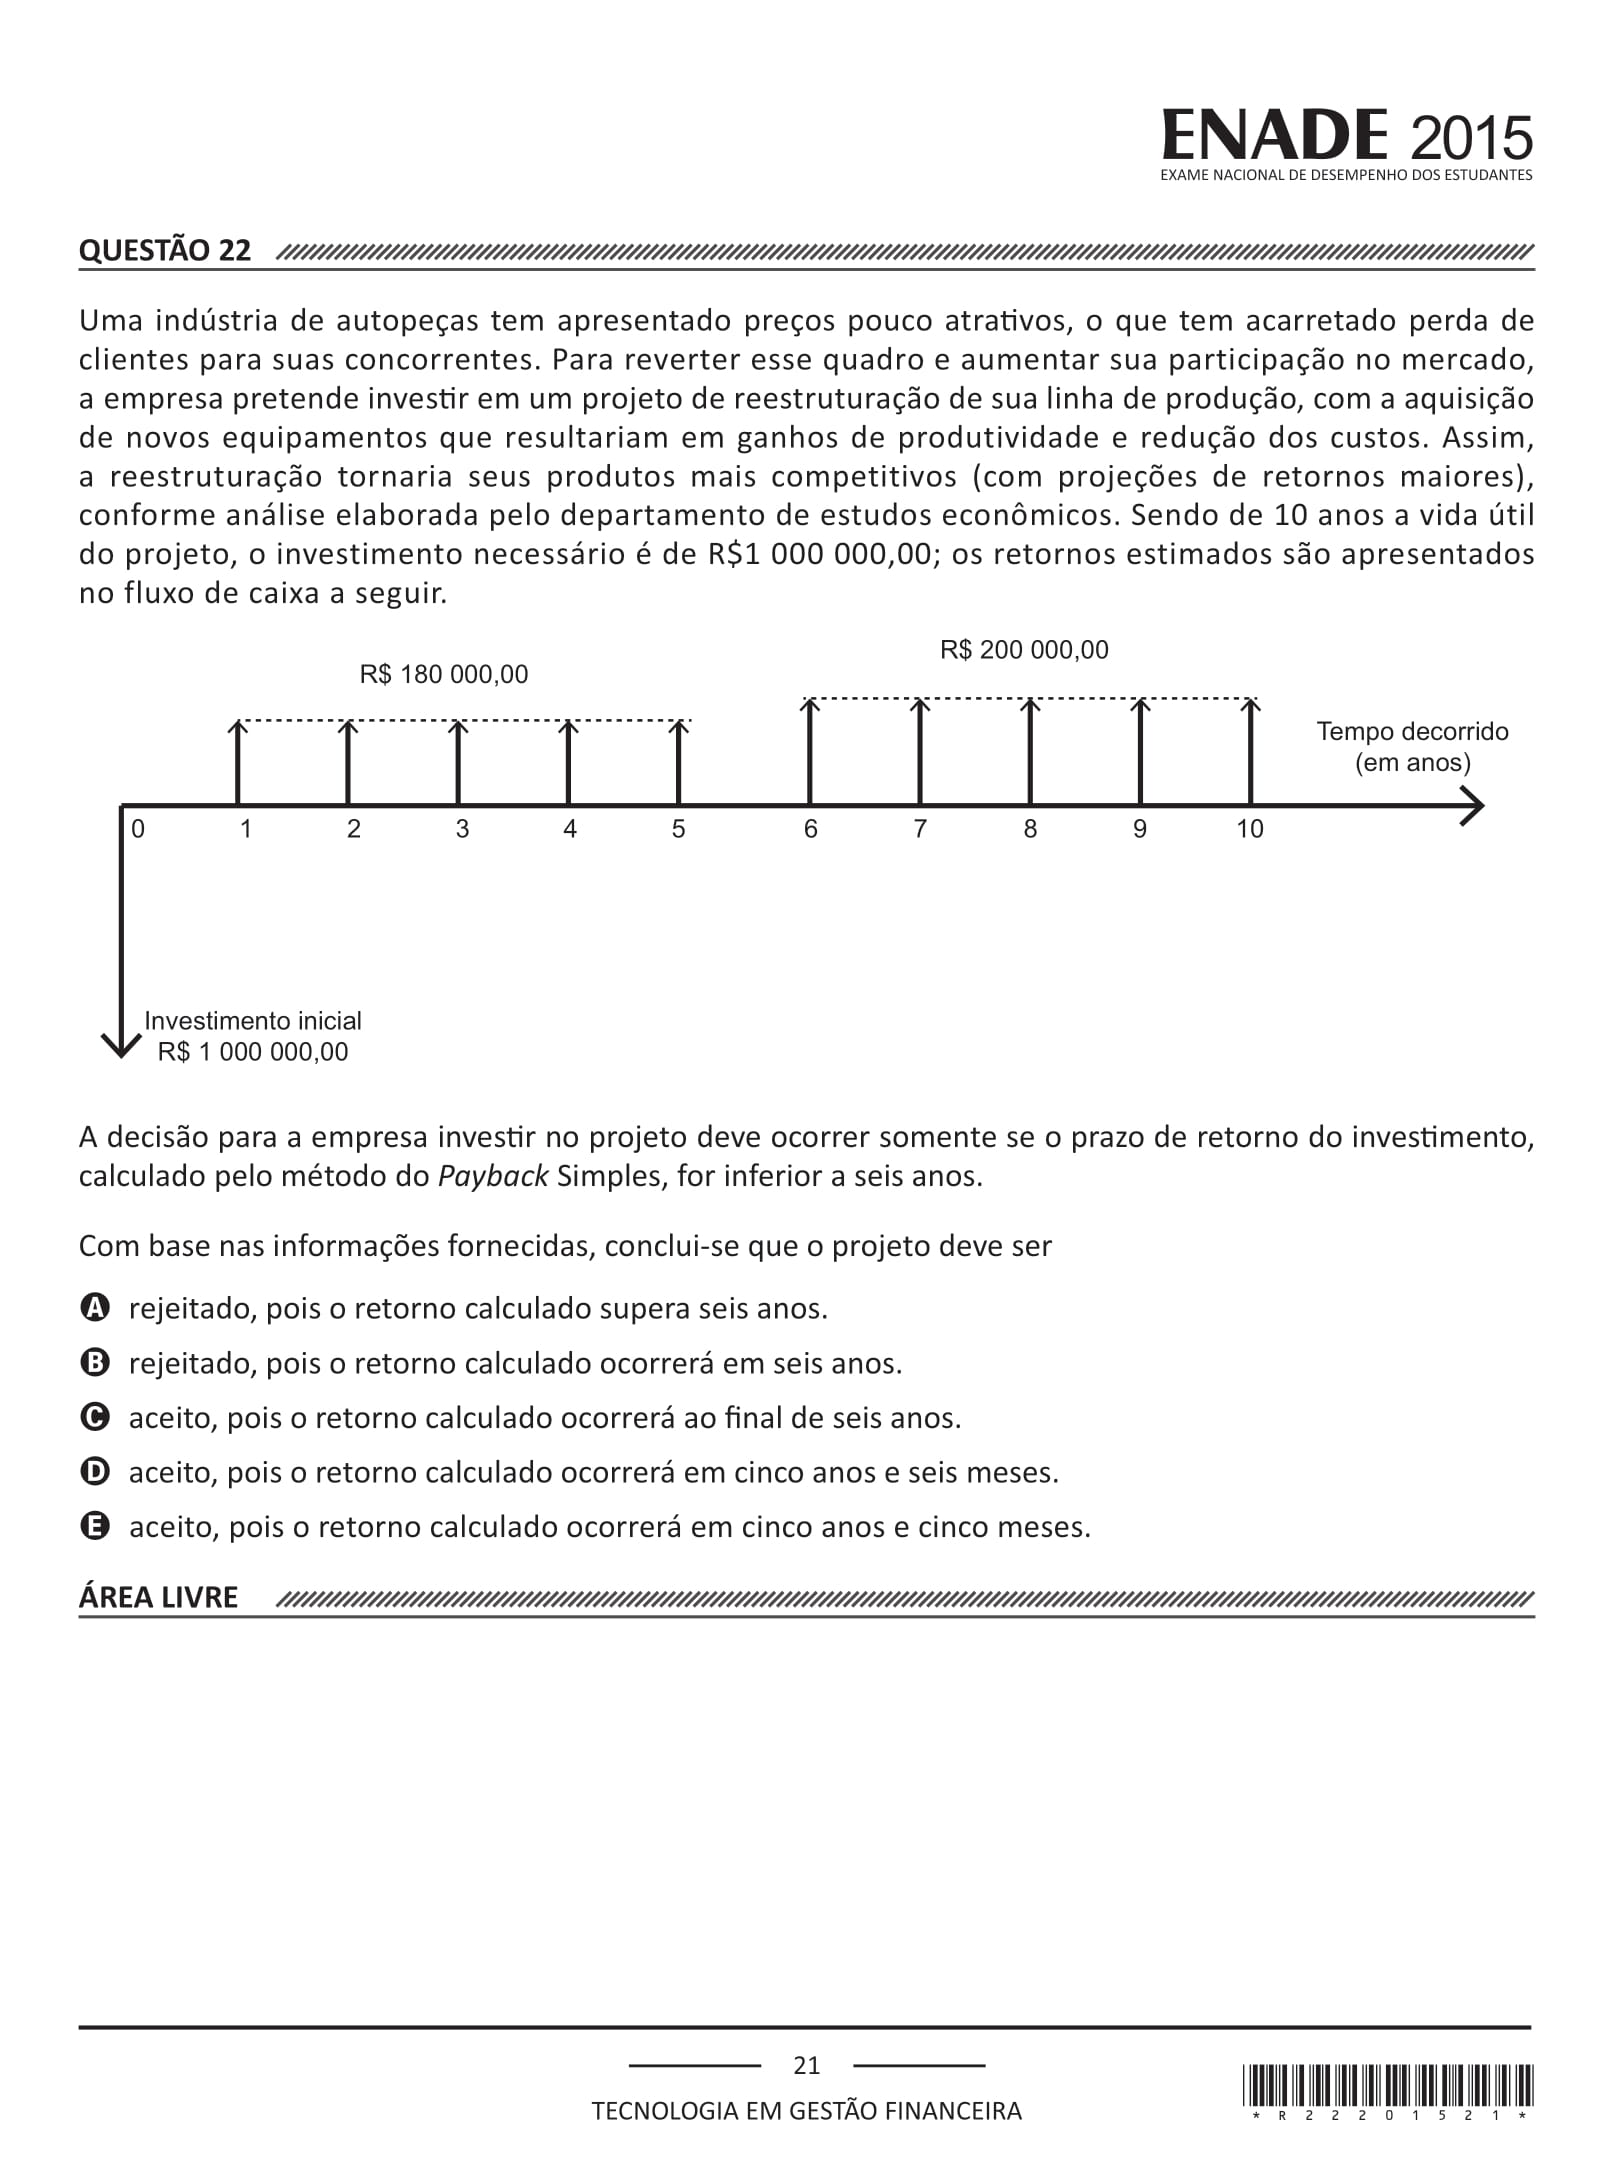 ENADE 2015
EXAME NACIONAL DE DESEMPENHO DOS ESTUDANTES
QUESTÃO 22
Uma indústria de autopeças tem apresentado preços pouco atrativos, o que tem acarretado perda de
clientes para suas concorrentes. Para reverter esse quadro e aumentar sua participação no mercado,
a empresa pretende investir em um projeto de reestruturação de sua linha de produção, com a aquisição
de novos equipamentos que resultariam em ganhos de produtividade e redução dos custos. Assim,
a reestruturação tornaria seus produtos mais competitivos (com projeções de retornos maiores),
conforme análise elaborada pelo departamento de estudos econômicos. Sendo de 10 anos a vida útil
do projeto, o investimento necessário é de R$1 000 000,00; os retornos estimados são apresentados
no fluxo de caixa a seguir.
R$ 180 000,00
R$ 200 000,00
Tempo decorrido
(em anos)
0 1 2 3 4 5 6 7 8 9 10
Investimento inicial
R$ 1 000 000,00
A decisão para a empresa investir no projeto deve ocorrer somente se o prazo de retorno do investimento,
calculado pelo método do Payback Simples, for inferior a seis anos.
Com base nas informações fornecidas, conclui-se que o projeto deve ser
A rejeitado, pois o retorno calculado supera seis anos.
B rejeitado, pois o retorno calculado ocorrerá em seis anos.
C aceito, pois o retorno calculado ocorrerá ao final de seis anos.
D aceito, pois o retorno calculado ocorrerá em cinco anos e seis meses.
E aceito, pois o retorno calculado ocorrerá em cinco anos e cinco meses.
ÁREA LIVRE
21
TECNOLOGIA EM GESTÃO FINANCEIRA
* R 2 2 2 0 1 5 2 1 *